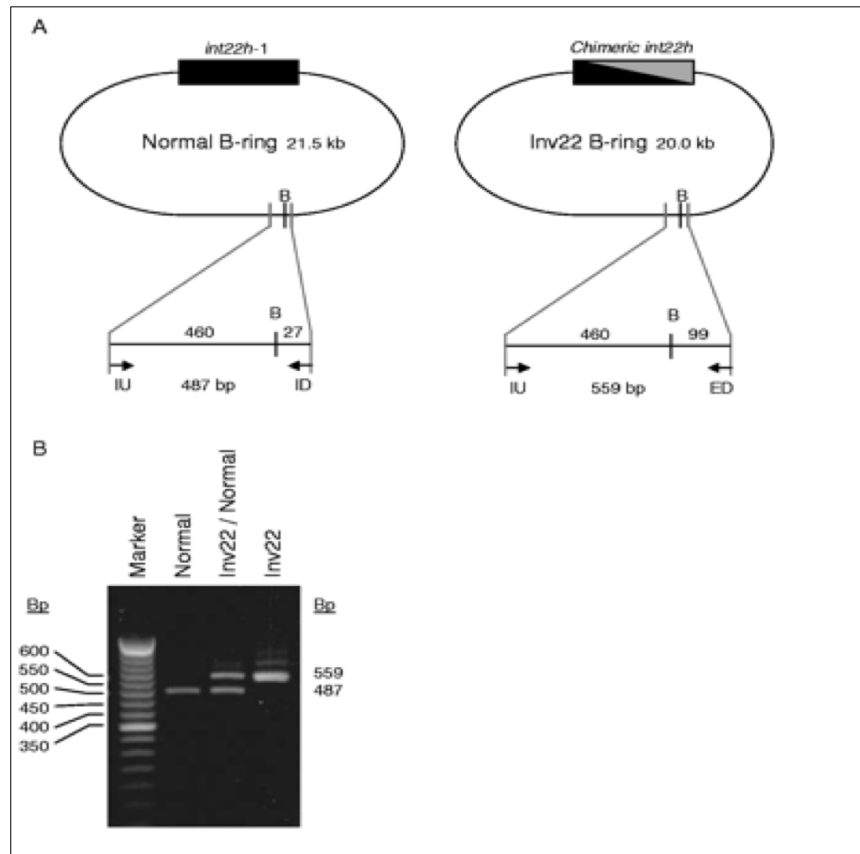 A
int22h-1
Chimeric int22h
Normal B-ring 21.5 kb
Inv22 B-ring 20.0 kb
B
B
B
B
460
27
460
99
IU
487 bp
ID
IU
559 bp
ED
B
Marker
Normal
Inv22 / Normal
Inv22
Bp
Bp
600
550
500
450
400
350
559
487